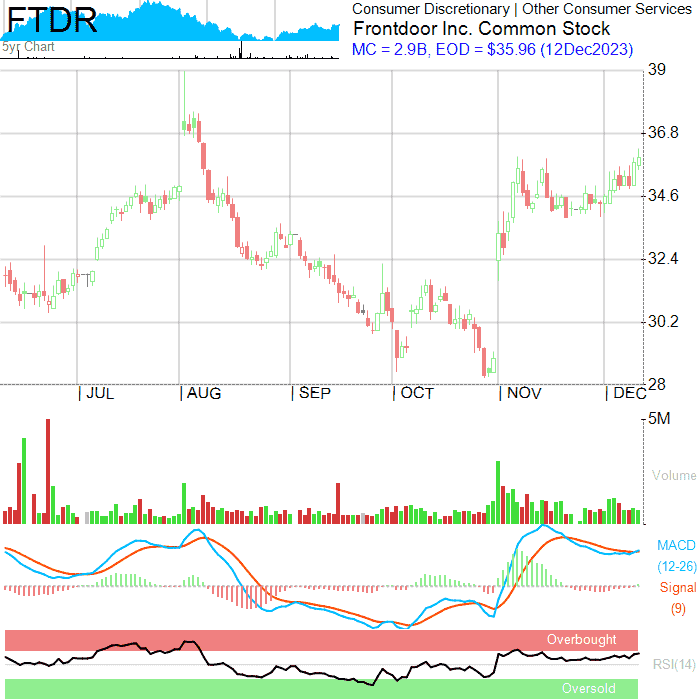 FTDR
5yr Chart
Consumer Discretionary | Other Consumer Services
Frontdoor Inc. Common Stock
MC = 2.9B, EOD = $35.96 (12Dec2023)
39
36.8
34.6
32.4
30.2
28
|JUL |AUG |SEP |OCT |NOV |DEC
5M
Volume
MACD
(12-26)
Signal
(9)
Overbought
RSI(14)
Oversold